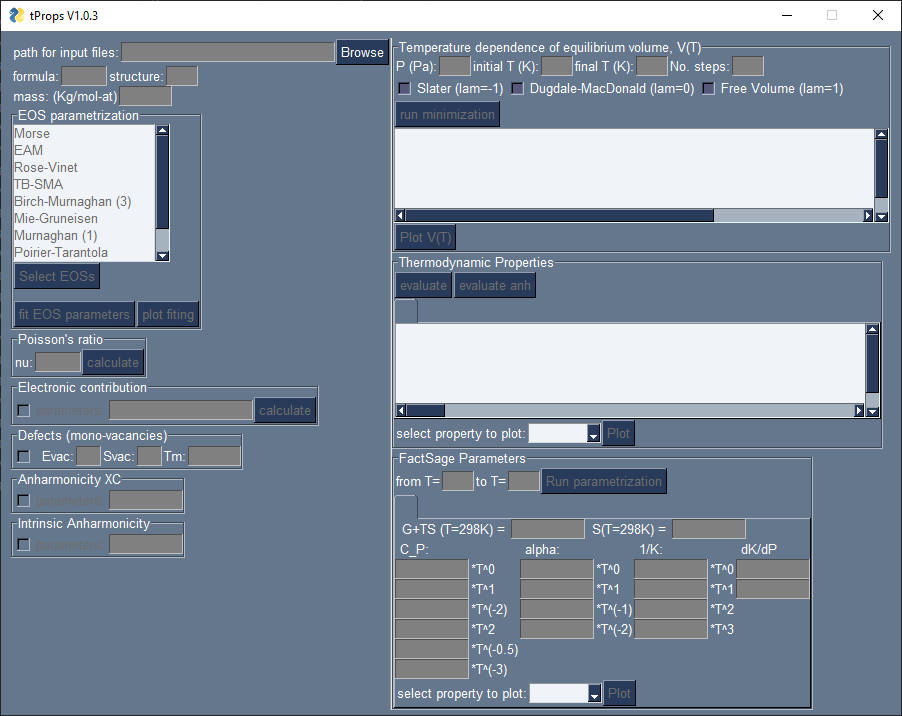 tProps V1.0.3
path for input files: Browse
formula: structure:
mass: (Kg/mol-at)
EOS parametrization
Morse
EAM
Rose-Vinet
TB-SMA
Birch-Murnaghan (3)
Mie-Gruneisen
Murnaghan (1)
Poirier-Tarantola
Select EOSs
fit EOS parameters plot fiting
Poisson's ratio
nu: calculate
Electronic contribution
parameters: calculate
Defects (mono-vacancies)
Evac: Svac: Tm:
Anharmonicity XC
parameters:
Intrinsic Anharmonicity
parameters:
Temperature dependence of equilibrium volume, V(T)
P (Pa): initial T (K): final T (K): No. steps:
Slater (lam=-1) Dugdale-MacDonald (lam=0) Free Volume (lam=1)
run minimization
Plot V(T)
Thermodynamic Properties
evaluate evaluate anh
select property to plot: Plot
FactSage Parameters
from T= to T= Run parametrization
G+TS (T=298K) = S(T=298K) =
C_P: alpha: 1/K: dK/dP
*T^0 *T^0 *T^0
*T^1 *T^1 *T^1
*T^(-2) *T^(-1) *T^2
*T^2 *T^(-2) *T^3
*T^(-0.5)
*T^(-3)
select property to plot: Plot